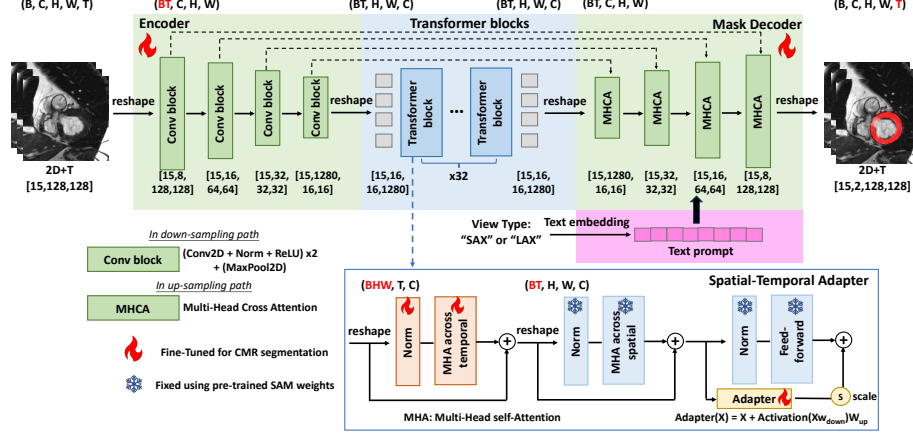 (B, C, H, W, T)
(BT, C, H, W)
(BT, H, W, C)
(BT, H, W, C)
(BT, C, H, W)
(B, C, H, W, T)
Encoder
Transformer blocks
Mask Decoder
reshape
Conv block
Conv block
Conv block
Conv block
reshape
Transformer block
...
Transformer block
reshape
MHCA
MHCA
MHCA
MHCA
reshape
x32
2D+T
[15,128,128]
[15,8,
128,128]
[15,16,
64,64]
[15,32,
32,32]
[15,1280,
16,16]
[15,16,
16,1280]
[15,16,
16,1280]
[15,1280,
16,16]
[15,32,
32,32]
[15,16,
64,64]
[15,8,
128,128]
2D+T
[15,2,128,128]
View Type:
"SAX" or "LAX"
Text embedding
Text prompt
In down-sampling path
Conv block
(Conv2D + Norm + ReLU) x2
+ (MaxPool2D)
In up-sampling path
MHCA
Multi-Head Cross Attention
Fine-Tuned for CMR segmentation
Fixed using pre-trained SAM weights
(BHW, T, C)
(BT, H, W, C)
Spatial-Temporal Adapter
reshape
Norm
MHA across
temporal
reshape
Norm
MHA across
spatial
Norm
Feed-
forward
Adapter
S
scale
MHA: Multi-Head self-Attention
Adapter(X) = X + Activation(Xw_down)W_up